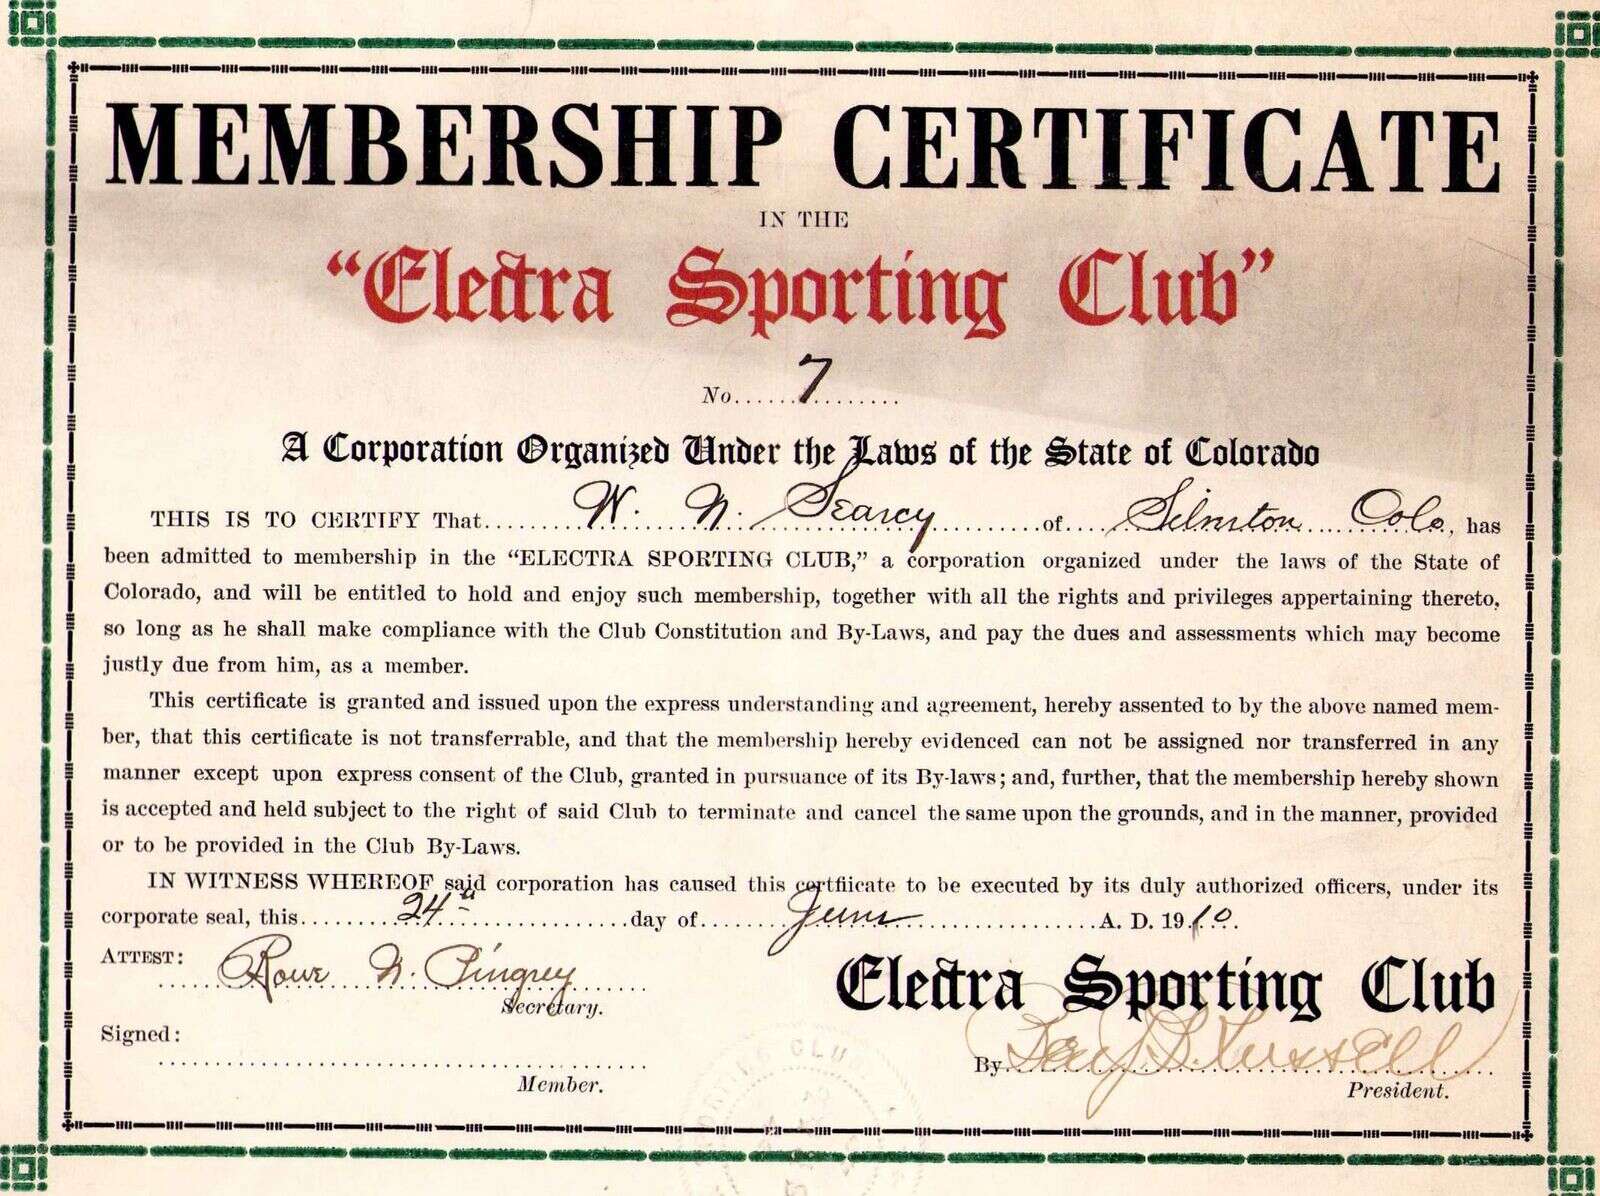 MEMBERSHIP CERTIFICATE
IN THE
"Electra Sporting Club"
No. 7
A Corporation Organized Under the Laws of the State of Colorado
THIS IS TO CERTIFY That W. N. Searcy of Silverton Colo, has
been admitted to membership in the "ELECTRA SPORTING CLUB," a corporation organized under the laws of the State of
Colorado, and will be entitled to hold and enjoy such membership, together with all the rights and privileges appertaining thereto,
so long as he shall make compliance with the Club Constitution and By-Laws, and pay the dues and assessments which may become
justly due from him, as a member.
This certificate is granted and issued upon the express understanding and agreement, hereby assented to by the above named mem-
ber, that this certificate is not transferrable, and that the membership hereby evidenced can not be assigned nor transferred in any
manner except upon express consent of the Club, granted in pursuance of its By-laws; and, further, that the membership hereby shown
is accepted and held subject to the right of said Club to terminate and cancel the same upon the grounds, and in the manner, provided
or to be provided in the Club By-Laws.
IN WITNESS WHEREOF said corporation has caused this certfiicate to be executed by its duly authorized officers, under its
corporate seal, this 24th day of June A. D. 1910.
ATTEST: Rowe N. Pingrey
Secretary.
Electra Sporting Club
Signed:
Member.
By Russell
President.
CLUB